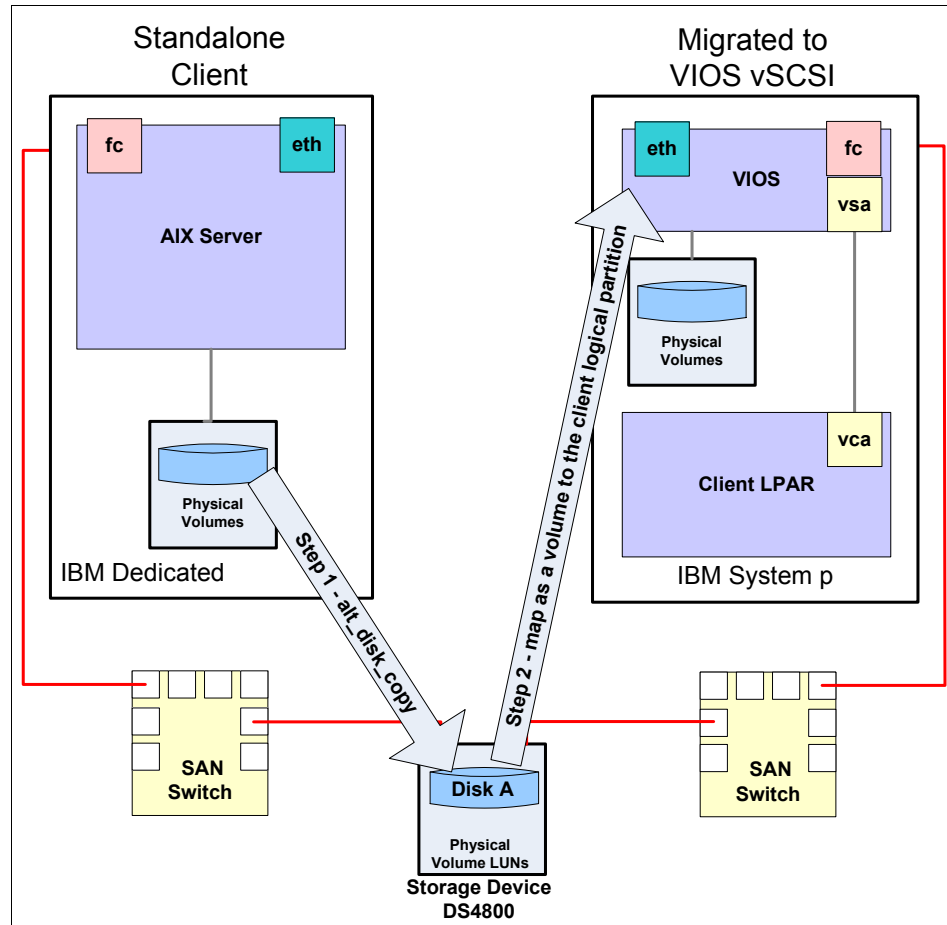 Standalone
Client
Migrated to
VIOS vSCSI
fc
eth
AIX Server
Physical
Volumes
IBM Dedicated
eth
fc
VIOS
vsa
Physical
Volumes
vca
Client LPAR
IBM System p
Step 1 - alt_disk_copy
Step 2 - map as a volume to the client logical partition
SAN
Switch
SAN
Switch
Disk A
Physical
Volume LUNs
Storage Device
DS4800